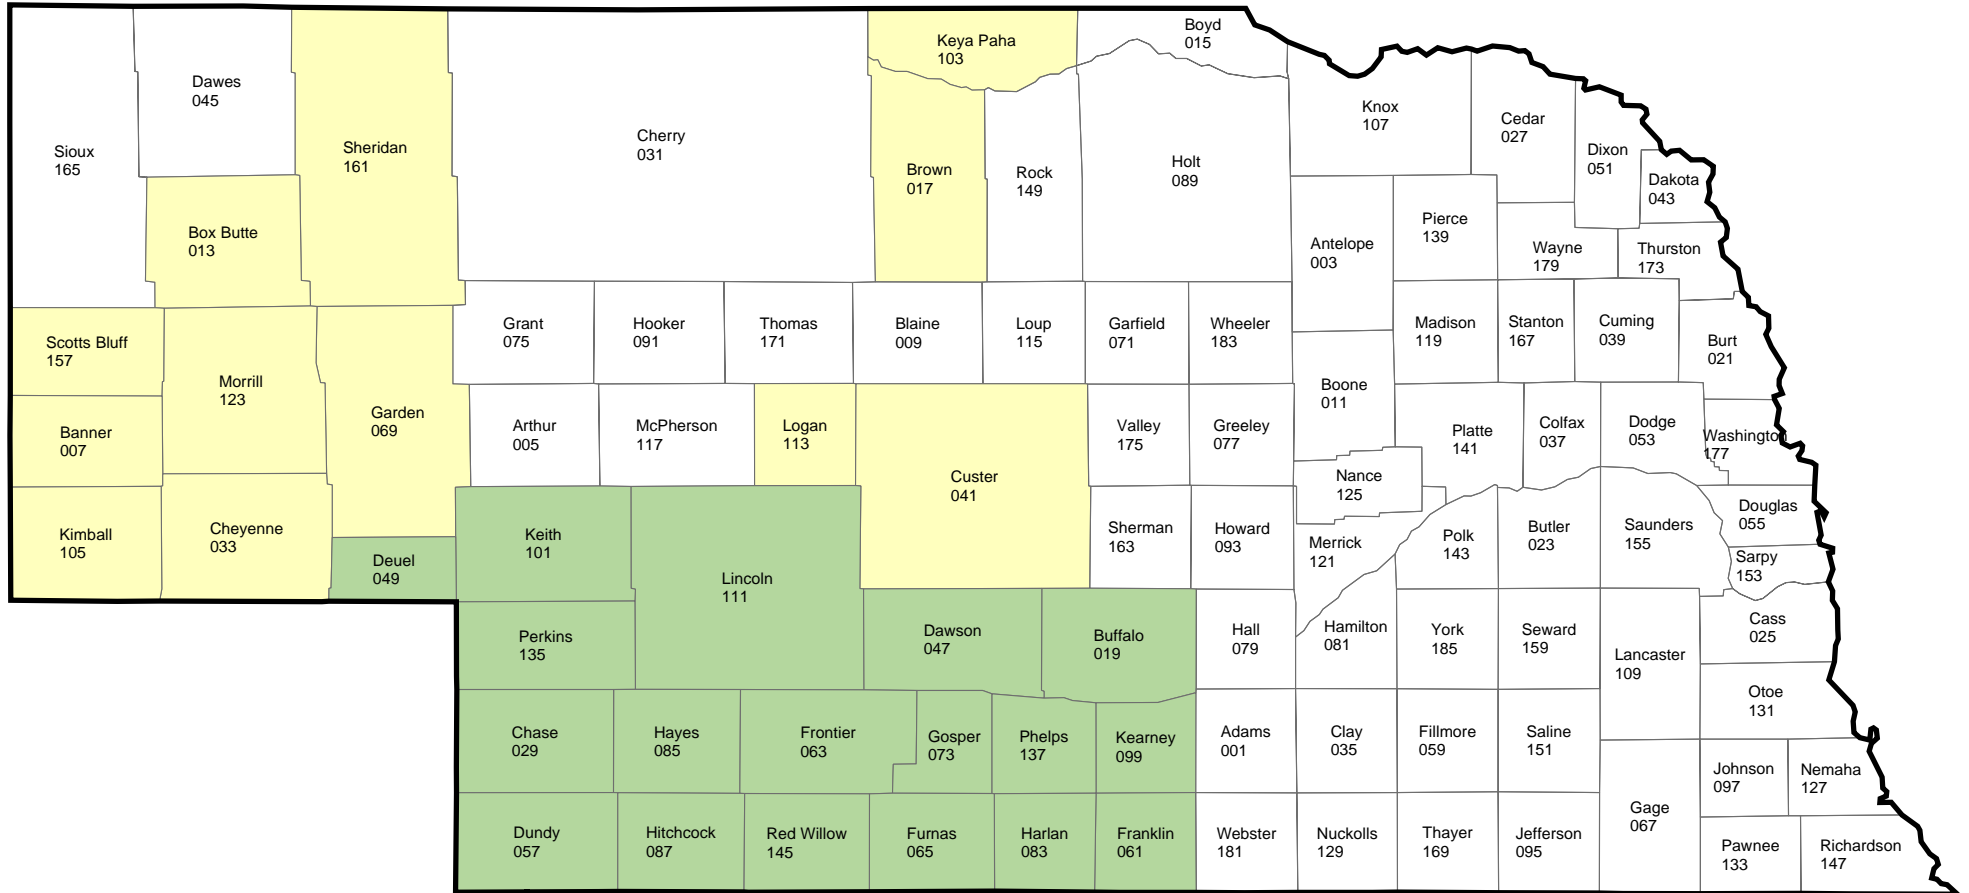 Boyd
015
Keya Paha
103
Dawes
045
Knox
107
Cedar
027
Cherry
031
Sheridan
161
Sioux
165
Dixon
051
Holt
089
Brown
017
Rock
149
Dakota
043
Pierce
139
Box Butte
013
Antelope
003
Wayne
179
Thurston
173
Grant
075
Hooker
091
Thomas
171
Blaine
009
Loup
115
Garfield
071
Wheeler
183
Madison
119
Stanton
167
Cuming
039
Scotts Bluff
157
Burt
021
Morrill
123
Boone
011
Garden
069
Banner
007
Arthur
005
McPherson
117
Logan
113
Valley
175
Greeley
077
Platte
141
Colfax
037
Dodge
053
Washington
177
Custer
041
Nance
125
Douglas
055
Kimball
105
Cheyenne
033
Keith
101
Sherman
163
Howard
093
Merrick
121
Polk
143
Butler
023
Saunders
155
Deuel
049
Sarpy
153
Lincoln
111
Perkins
135
Dawson
047
Buffalo
019
Hall
079
Hamilton
081
York
185
Seward
159
Cass
025
Lancaster
109
Otoe
131
Chase
029
Hayes
085
Frontier
063
Gosper
073
Phelps
137
Kearney
099
Adams
001
Clay
035
Fillmore
059
Saline
151
Johnson
097
Nemaha
127
Gage
067
Dundy
057
Hitchcock
087
Red Willow
145
Furnas
065
Harlan
083
Franklin
061
Webster
181
Nuckolls
129
Thayer
169
Jefferson
095
Pawnee
133
Richardson
147